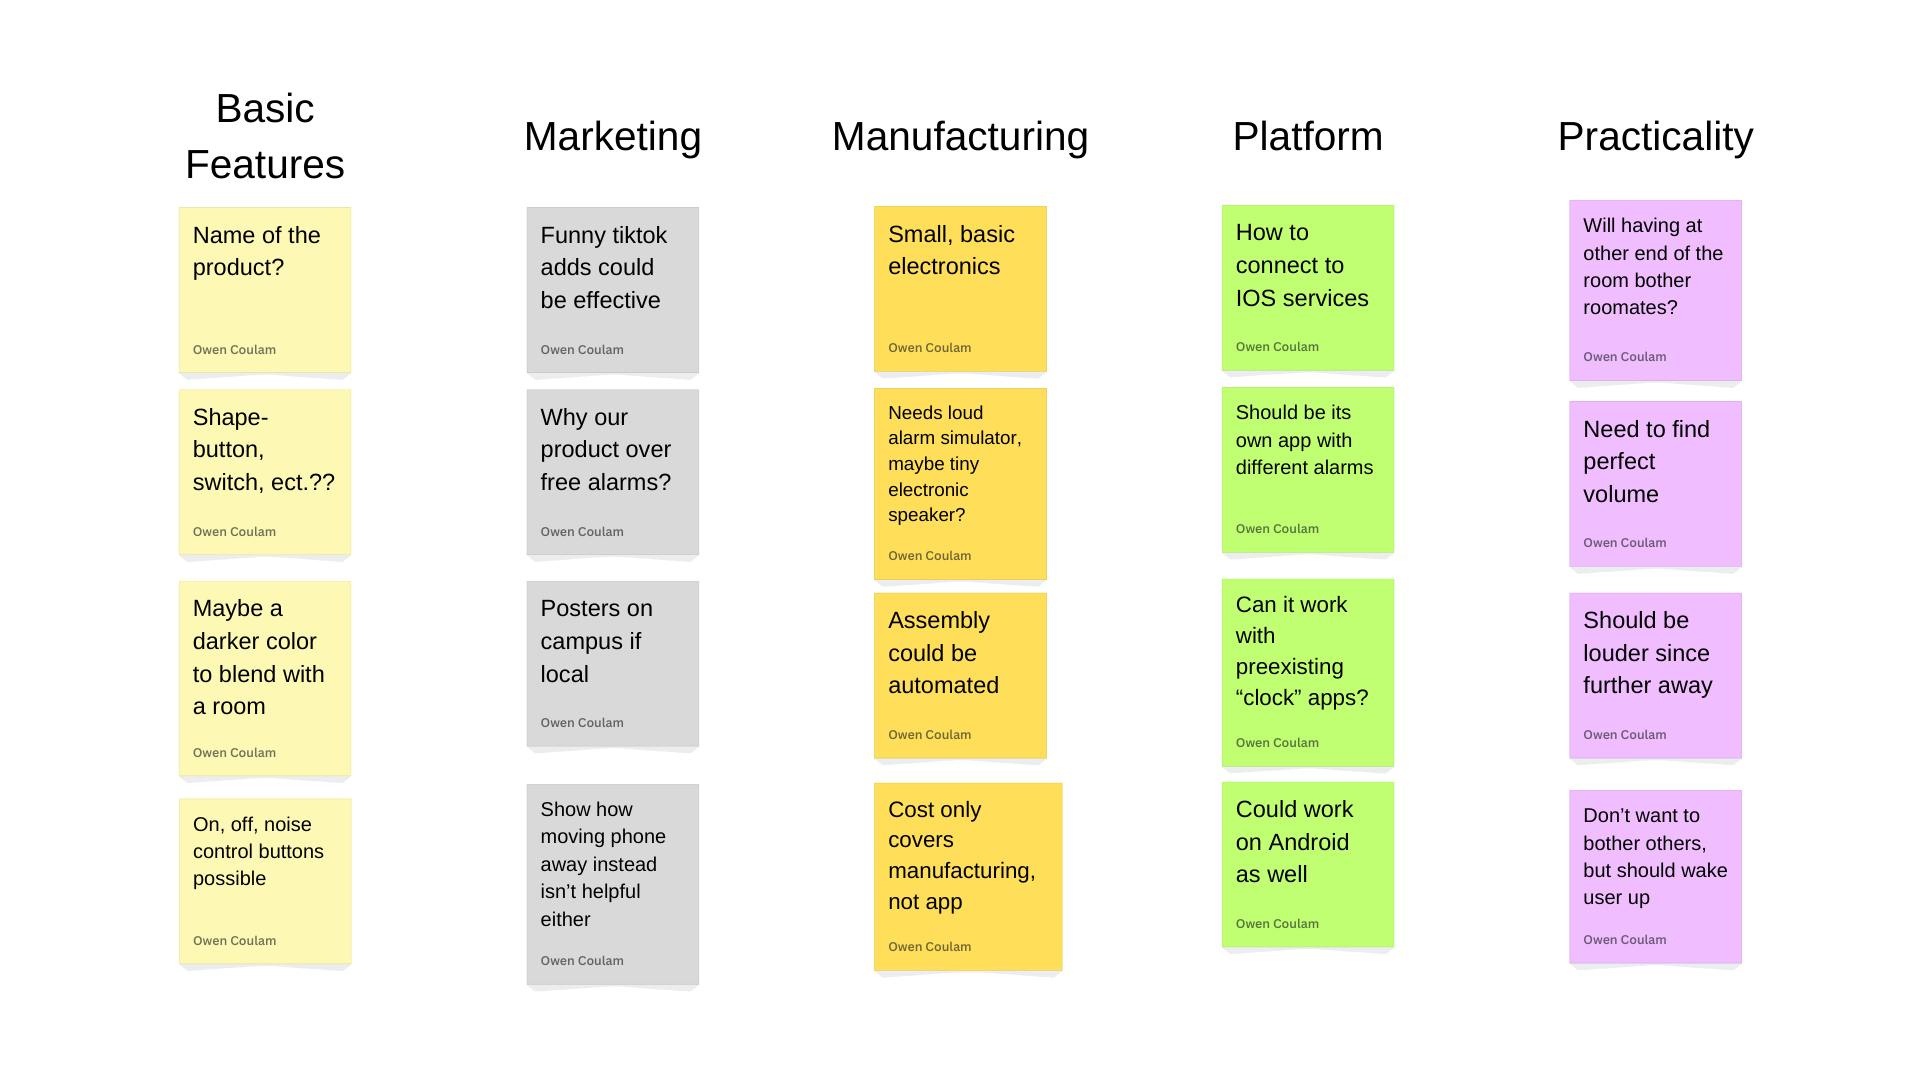 Basic
Features
Name of the
product?
Owen Coulam
Shape-
button,
switch, ect.??
Owen Coulam
Maybe a
darker color
to blend with
a room
Owen Coulam
On, off, noise
control buttons
possible
Owen Coulam
Marketing
Funny tiktok
adds could
be effective
Owen Coulam
Why our
product over
free alarms?
Owen Coulam
Posters on
campus if
local
Owen Coulam
Show how
moving phone
away instead
isn’t helpful
either
Owen Coulam
Manufacturing
Small, basic
electronics
Owen Coulam
Needs loud
alarm simulator,
maybe tiny
electronic
speaker?
Owen Coulam
Assembly
could be
automated
Owen Coulam
Cost only
covers
manufacturing,
not app
Owen Coulam
Platform
How to
connect to
IOS services
Owen Coulam
Should be its
own app with
different alarms
Owen Coulam
Can it work
with
preexisting
“clock” apps?
Owen Coulam
Could work
on Android
as well
Owen Coulam
Practicality
Will having at
other end of the
room bother
roomates?
Owen Coulam
Need to find
perfect
volume
Owen Coulam
Should be
louder since
further away
Owen Coulam
Don’t want to
bother others,
but should wake
user up
Owen Coulam